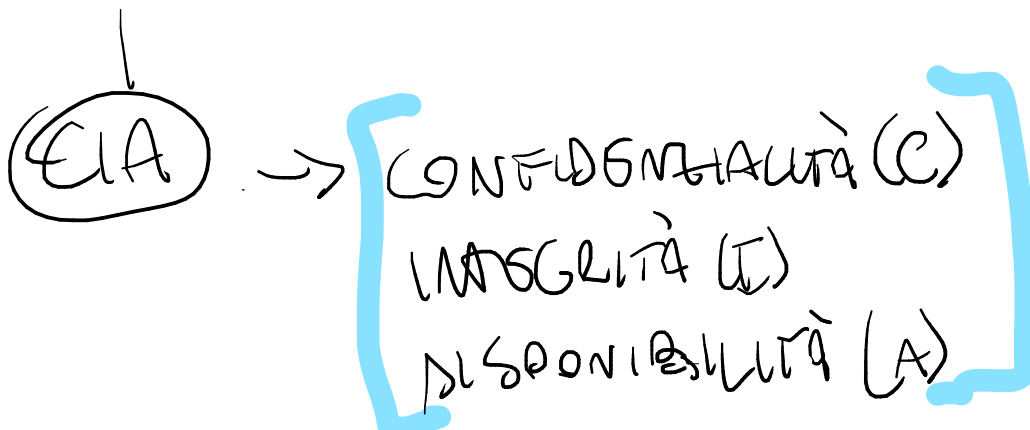 CIA → CONFIDENZIALITÀ (C)
INTEGRITÀ (I)
DISPONIBILITÀ (A)